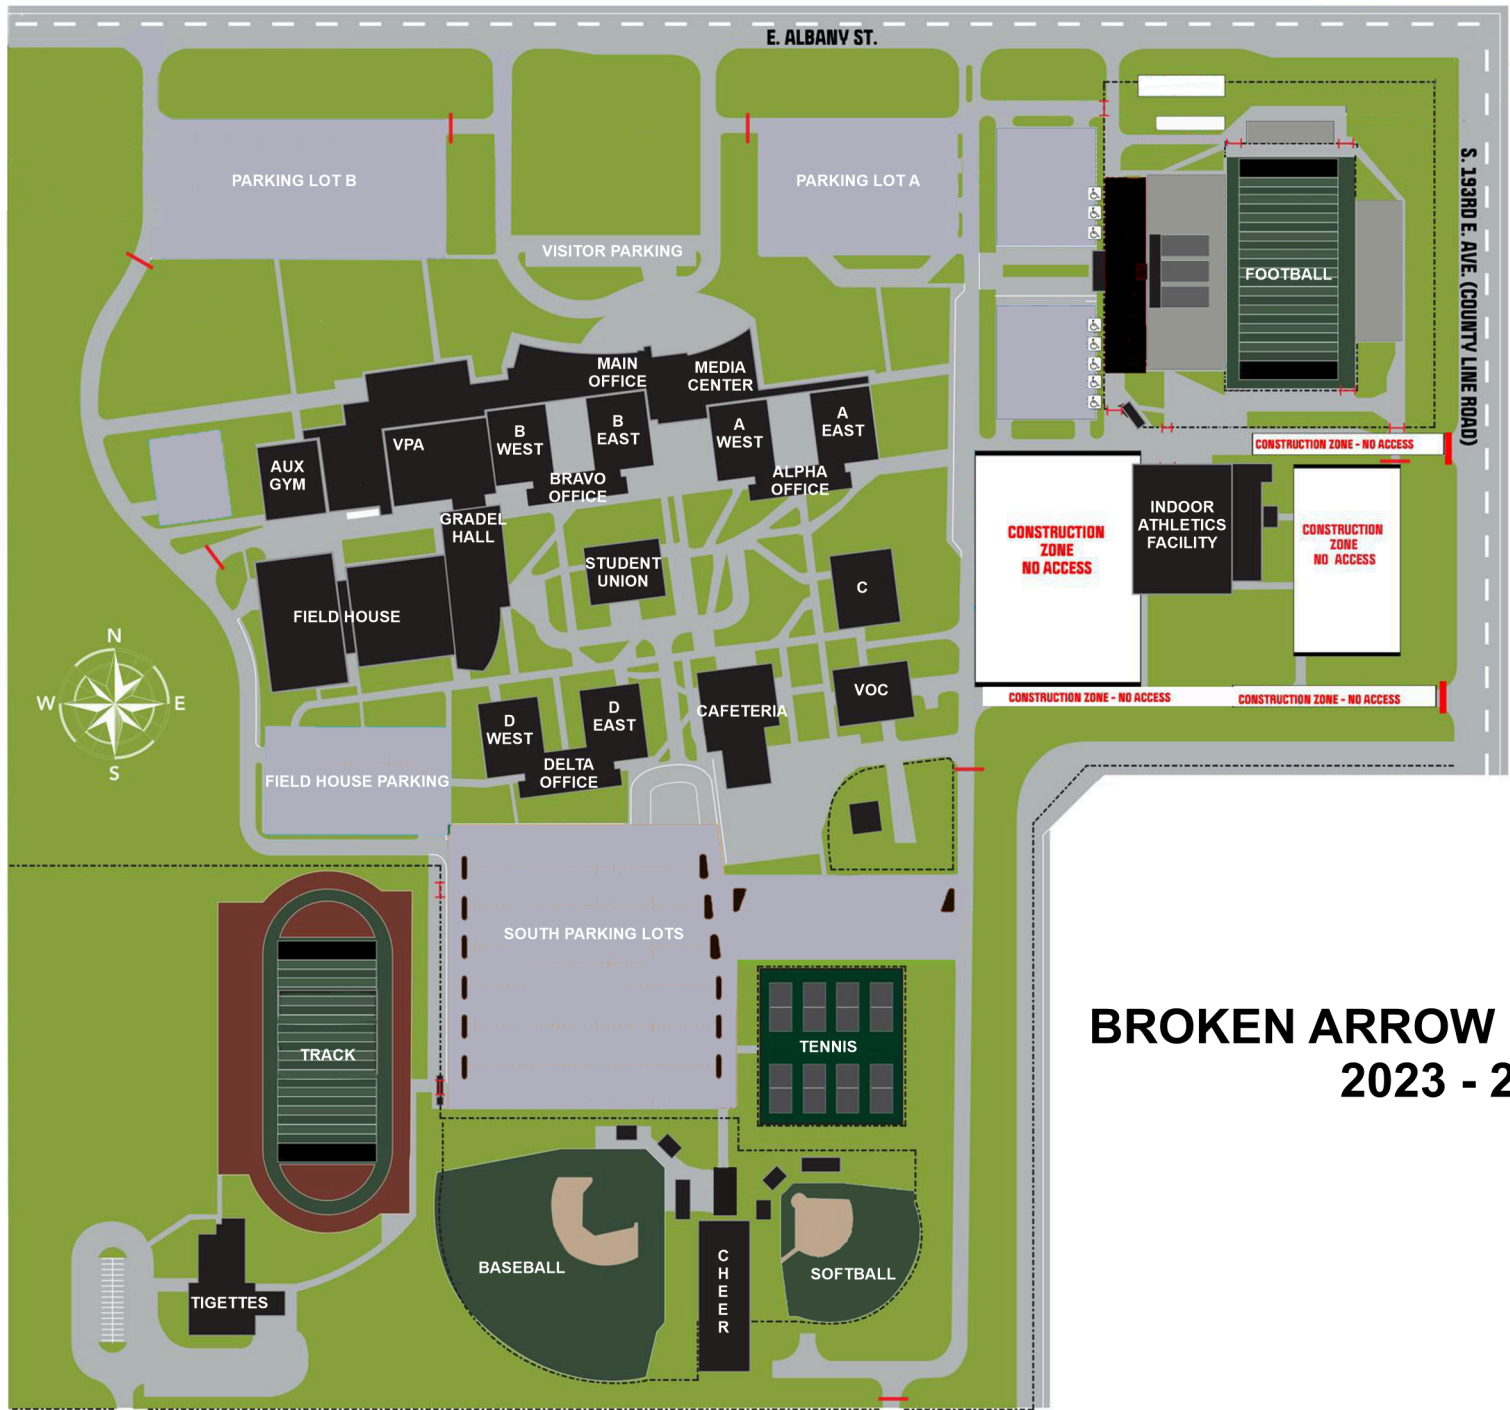 E. ALBANY ST.
S. 193RD E. AVE. (COUNTY LINE ROAD)
PARKING LOT B
PARKING LOT A
VISITOR PARKING
FOOTBALL
MAIN
OFFICE
MEDIA
CENTER
VPA
B
WEST
B
EAST
A
WEST
A
EAST
AUX
GYM
BRAVO
OFFICE
ALPHA
OFFICE
GRADEL
HALL
STUDENT
UNION
C
FIELD HOUSE
CONSTRUCTION ZONE - NO ACCESS
CONSTRUCTION
ZONE
NO ACCESS
INDOOR
ATHLETICS
FACILITY
CONSTRUCTION
ZONE
NO ACCESS
CONSTRUCTION ZONE - NO ACCESS
CONSTRUCTION ZONE - NO ACCESS
N
W
E
S
VOC
CAFETERIA
D
WEST
D
EAST
DELTA
OFFICE
FIELD HOUSE PARKING
SOUTH PARKING LOTS
TRACK
TENNIS
BROKEN ARROW
2023 - 2
BASEBALL
C
H
E
E
R
SOFTBALL
TIGETTES